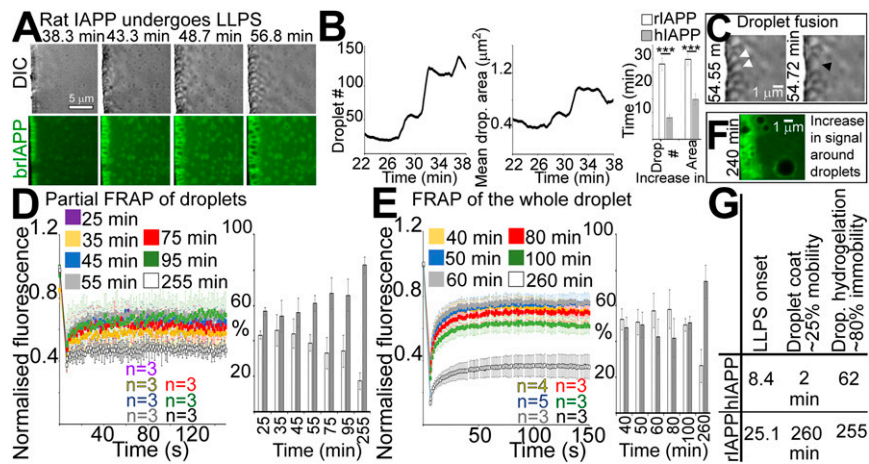 A Rat IAPP undergoes LLPS
38.3 min 43.3 min 48.7 min 56.8 min
DIC
5 µm
brIAPP
B
Droplet #
150
100
50
22 26 30 34 38
Time (min)
Mean drop. area (µm²)
1.2
0.4
22 26 30 34 38
Time (min)
rIAPP
hIAPP
*** ***
Time (min)
30
20
10
Drop #
Area
Increase in
C Droplet fusion
54.55 m
1 µm
54.72 min
F
240 min
1 µm
Increase
in signal
around
droplets
D Partial FRAP of droplets
25 min
35 min 75 min
45 min 95 min
55 min 255 min
Normalised fluorescence
1.2
0.8
0.4
n=3
n=3 n=3
n=3 n=3
n=3 n=3
40 80 120
Time (s)
100
60
%
20
25 35 45 55 75 95 255
Time (min)
E FRAP of the whole droplet
40 min 80 min
50 min 100 min
60 min 260 min
Normalised fluorescence
1.2
0.8
0.4
n=4 n=3
n=5 n=3
n=3 n=3
0 50 100 150
Time (s)
100
60
%
20
40 50 60 80 100 260
Time (min)
G
LLPS onset
Droplet coat ~25% mobility
Drop hydrogelation ~80% immobility
hIAPP 8.4 2 min 62
rIAPP 25.1 260 min 255